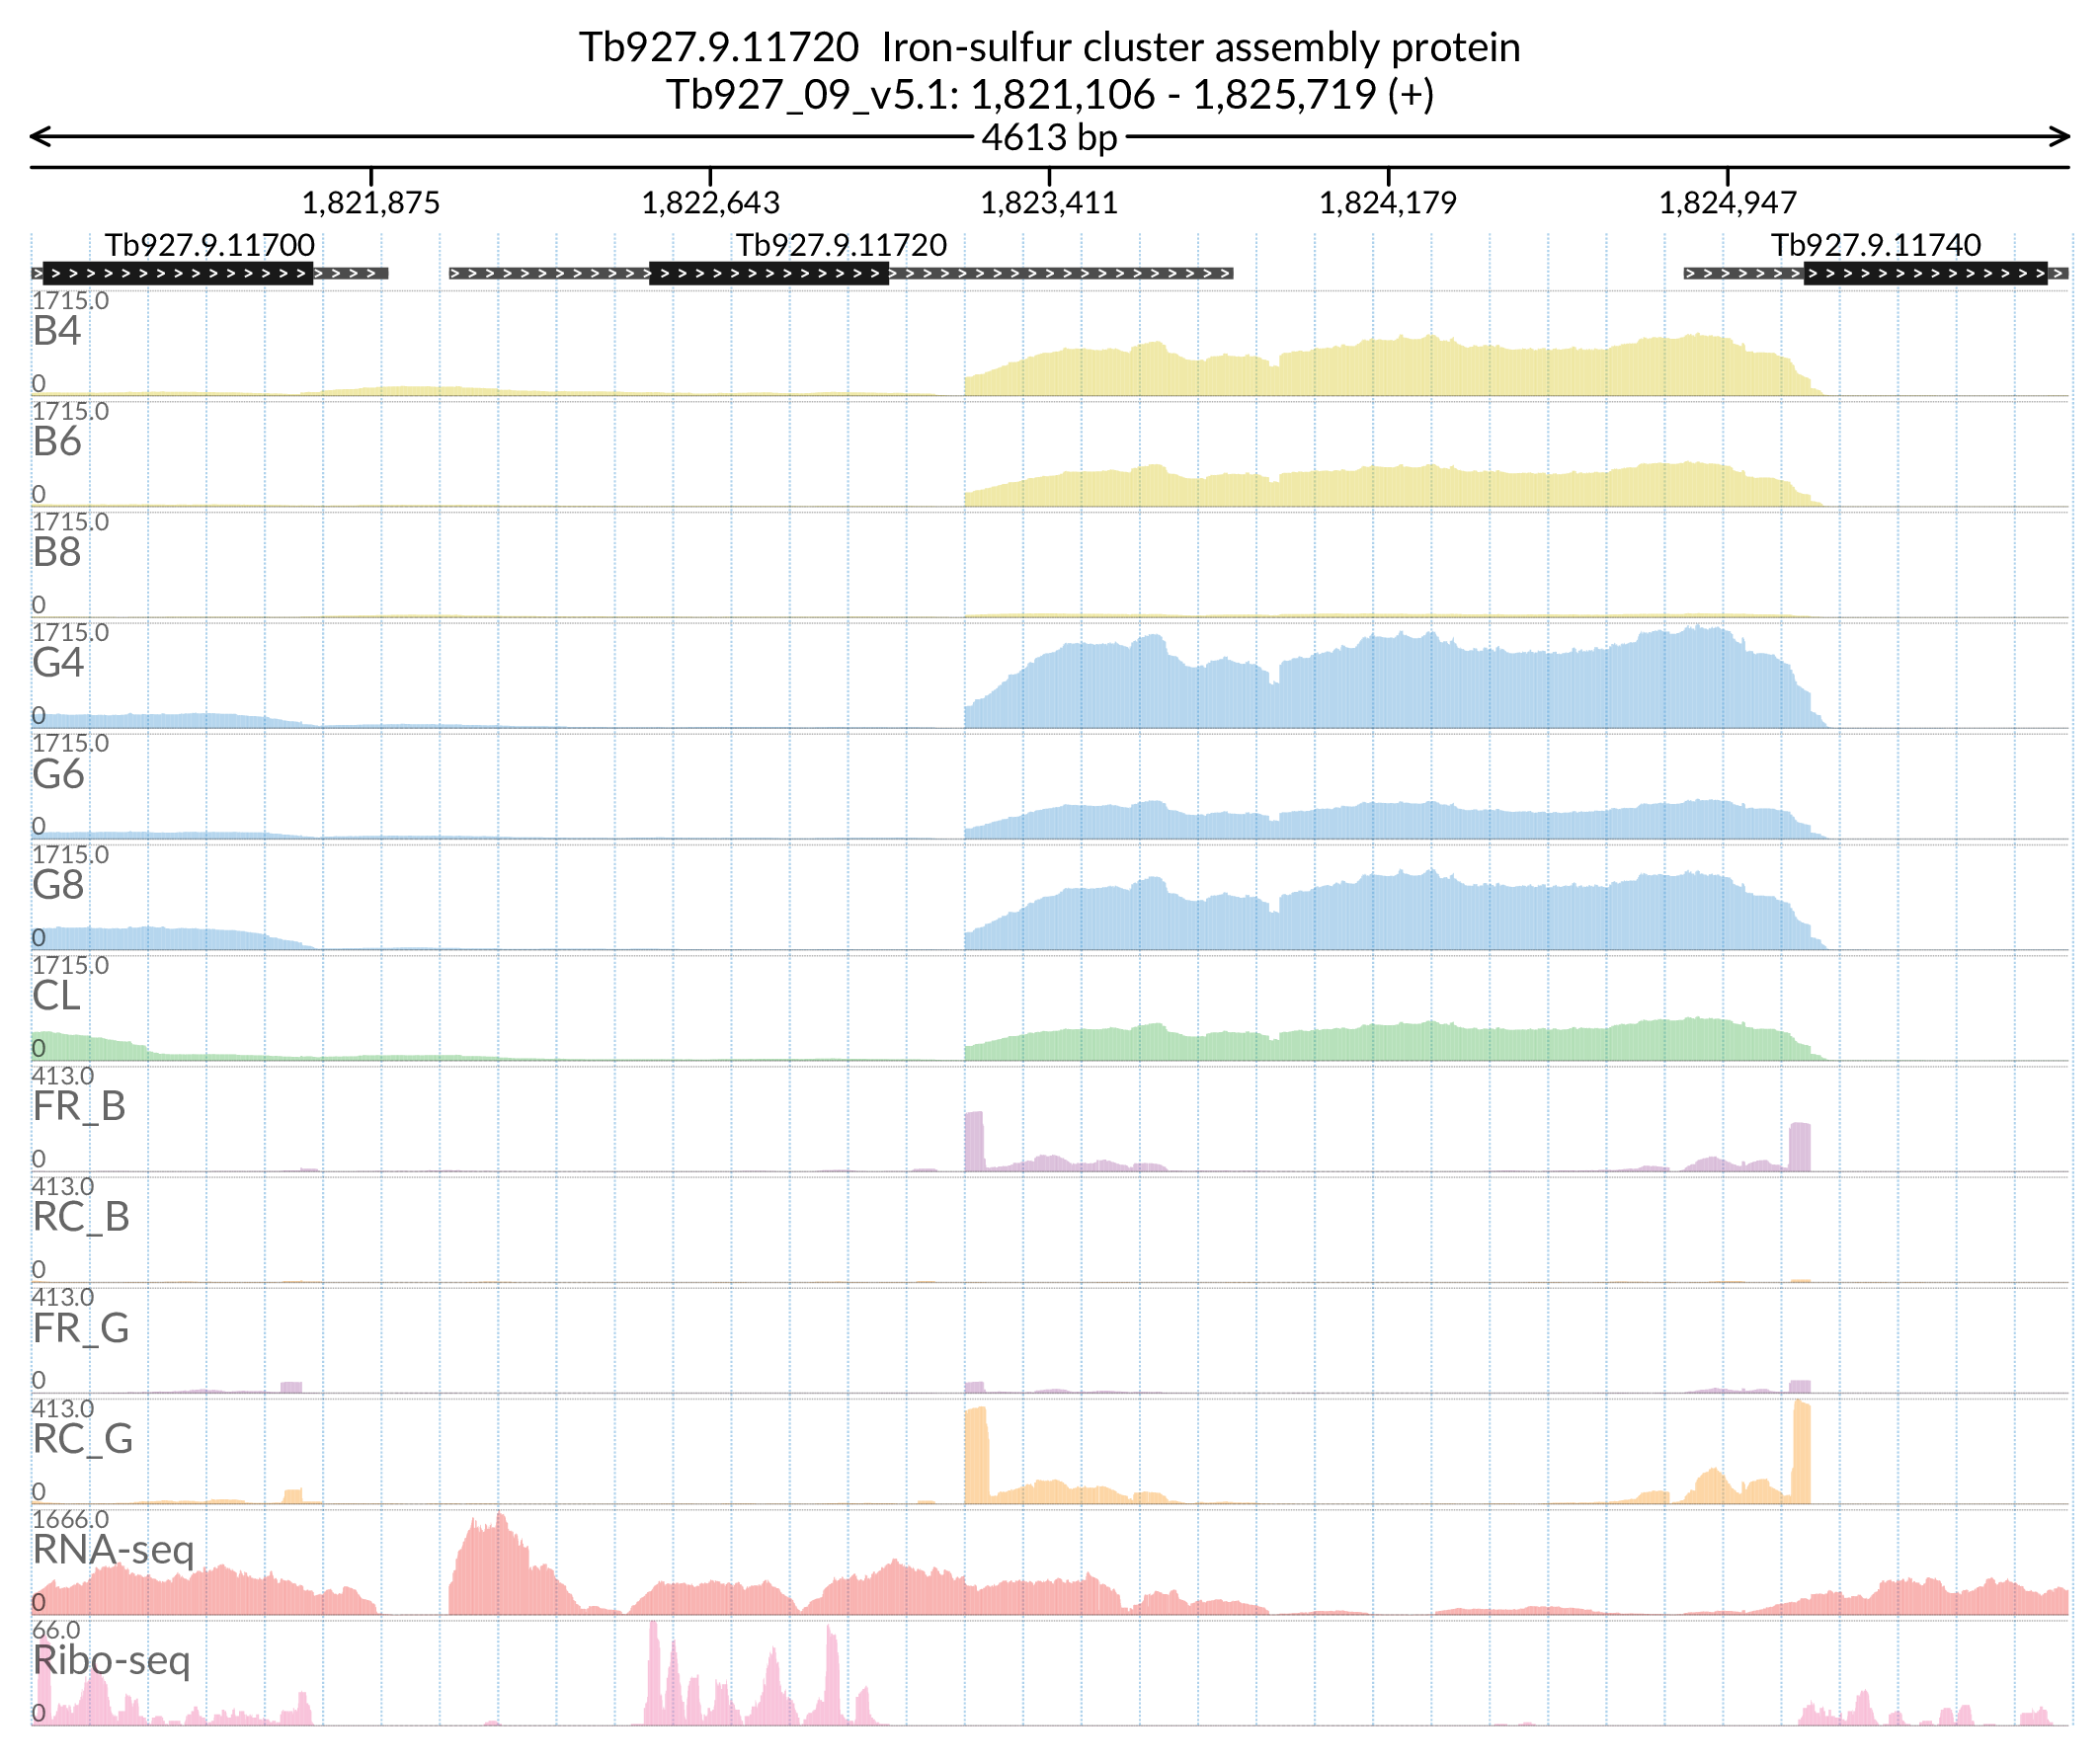 Tb927.9.11720  Iron-sulfur cluster assembly protein
Tb927_09_v5.1: 1,821,106 - 1,825,719 (+)
4613 bp
1,821,875 1,822,643 1,823,411 1,824,179 1,824,947
Tb927.9.11700 Tb927.9.11720 Tb927.9.11740
1715.0
B4
0
1715.0
B6
0
1715.0
B8
0
1715.0
G4
0
1715.0
G6
0
1715.0
G8
0
1715.0
CL
0
413.0
FR_B
0
413.0
RC_B
0
413.0
FR_G
0
413.0
RC_G
0
1666.0
RNA-seq
0
66.0
Ribo-seq
0